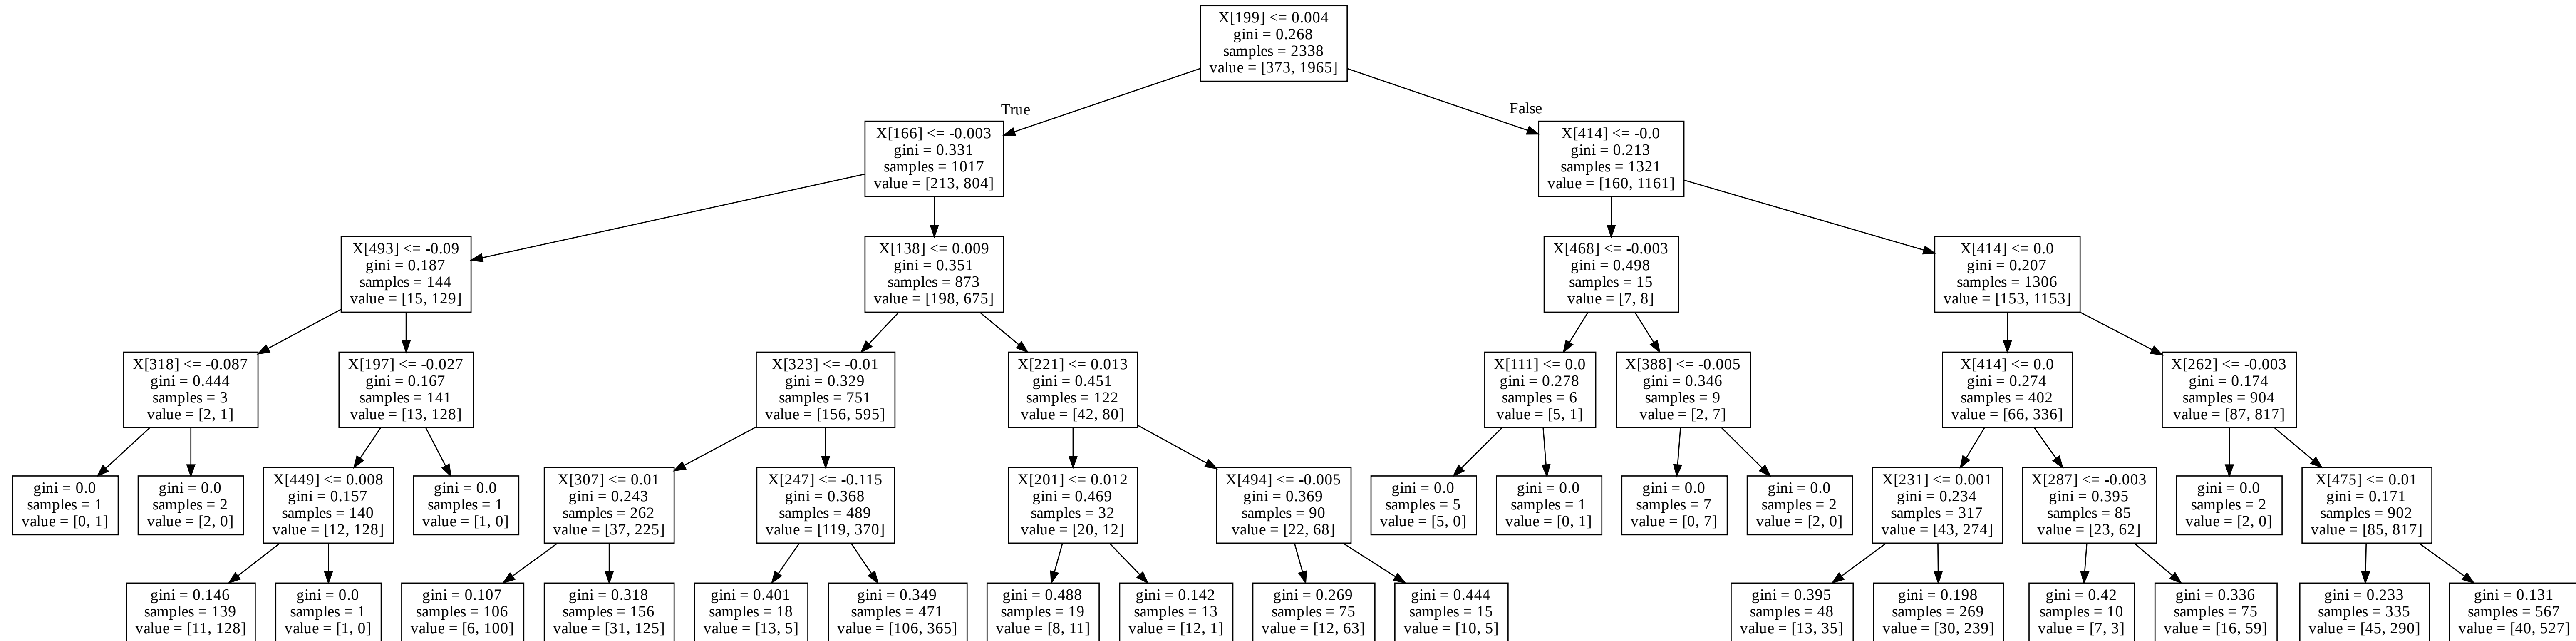 X[199] <= 0.004
gini = 0.268
samples = 2338
value = [373, 1965]
True
False
X[166] <= -0.003
gini = 0.331
samples = 1017
value = [213, 804]
X[414] <= -0.0
gini = 0.213
samples = 1321
value = [160, 1161]
X[493] <= -0.09
gini = 0.187
samples = 144
value = [15, 129]
X[138] <= 0.009
gini = 0.351
samples = 873
value = [198, 675]
X[468] <= -0.003
gini = 0.498
samples = 15
value = [7, 8]
X[414] <= 0.0
gini = 0.207
samples = 1306
value = [153, 1153]
X[318] <= -0.087
gini = 0.444
samples = 3
value = [2, 1]
X[197] <= -0.027
gini = 0.167
samples = 141
value = [13, 128]
X[323] <= -0.01
gini = 0.329
samples = 751
value = [156, 595]
X[221] <= 0.013
gini = 0.451
samples = 122
value = [42, 80]
X[111] <= 0.0
gini = 0.278
samples = 6
value = [5, 1]
X[388] <= -0.005
gini = 0.346
samples = 9
value = [2, 7]
X[414] <= 0.0
gini = 0.274
samples = 402
value = [66, 336]
X[262] <= -0.003
gini = 0.174
samples = 904
value = [87, 817]
gini = 0.0
samples = 1
value = [0, 1]
gini = 0.0
samples = 2
value = [2, 0]
X[449] <= 0.008
gini = 0.157
samples = 140
value = [12, 128]
gini = 0.0
samples = 1
value = [1, 0]
X[307] <= 0.01
gini = 0.243
samples = 262
value = [37, 225]
X[247] <= -0.115
gini = 0.368
samples = 489
value = [119, 370]
X[201] <= 0.012
gini = 0.469
samples = 32
value = [20, 12]
X[494] <= -0.005
gini = 0.369
samples = 90
value = [22, 68]
gini = 0.0
samples = 5
value = [5, 0]
gini = 0.0
samples = 1
value = [0, 1]
gini = 0.0
samples = 7
value = [0, 7]
gini = 0.0
samples = 2
value = [2, 0]
X[231] <= 0.001
gini = 0.234
samples = 317
value = [43, 274]
X[287] <= -0.003
gini = 0.395
samples = 85
value = [23, 62]
gini = 0.0
samples = 2
value = [2, 0]
X[475] <= 0.01
gini = 0.171
samples = 902
value = [85, 817]
gini = 0.146
samples = 139
value = [11, 128]
gini = 0.0
samples = 1
value = [1, 0]
gini = 0.107
samples = 106
value = [6, 100]
gini = 0.318
samples = 156
value = [31, 125]
gini = 0.401
samples = 18
value = [13, 5]
gini = 0.349
samples = 471
value = [106, 365]
gini = 0.488
samples = 19
value = [8, 11]
gini = 0.142
samples = 13
value = [12, 1]
gini = 0.269
samples = 75
value = [12, 63]
gini = 0.444
samples = 15
value = [10, 5]
gini = 0.395
samples = 48
value = [13, 35]
gini = 0.198
samples = 269
value = [30, 239]
gini = 0.42
samples = 10
value = [7, 3]
gini = 0.336
samples = 75
value = [16, 59]
gini = 0.233
samples = 335
value = [45, 290]
gini = 0.131
samples = 567
value = [40, 527]